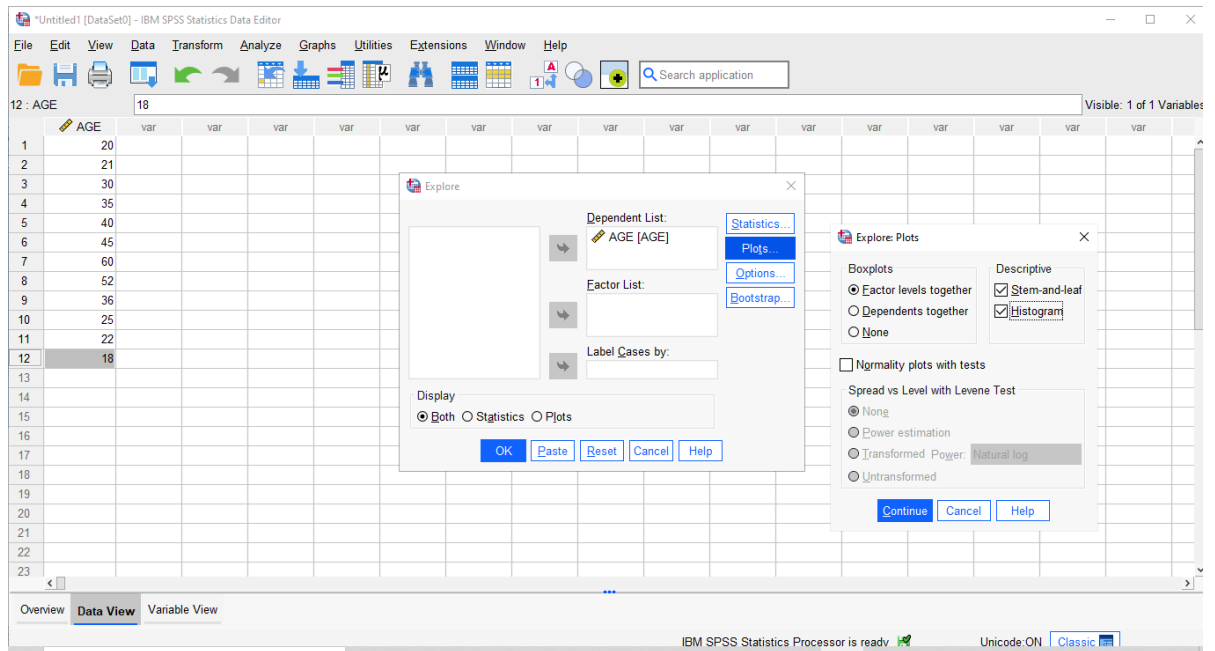 *Untitled1 [DataSet0] - IBM SPSS Statistics Data Editor
File Edit View Data Transform Analyze Graphs Utilities Extensions Window Help
Search application
12 : AGE 18 Visible: 1 of 1 Variables
AGE var var var var var var var var var var var var var var var var
1 20
2 21
3 30
4 35
5 40
6 45
7 60
8 52
9 36
10 25
11 22
12 18
13
14
15
16
17
18
19
20
21
22
23
Explore
Dependent List:
AGE [AGE]
Factor List:
Label Cases by:
Statistics...
Plots...
Options...
Bootstrap...
Display
Both Statistics Plots
OK Paste Reset Cancel Help
Explore: Plots
Boxplots
Factor levels together
Dependents together
None
Descriptive
Stem-and-leaf
Histogram
Normality plots with tests
Spread vs Level with Levene Test
None
Power estimation
Transformed Power: Natural log
Untransformed
Continue Cancel Help
Overview Data View Variable View
IBM SPSS Statistics Processor is ready Unicode:ON Classic